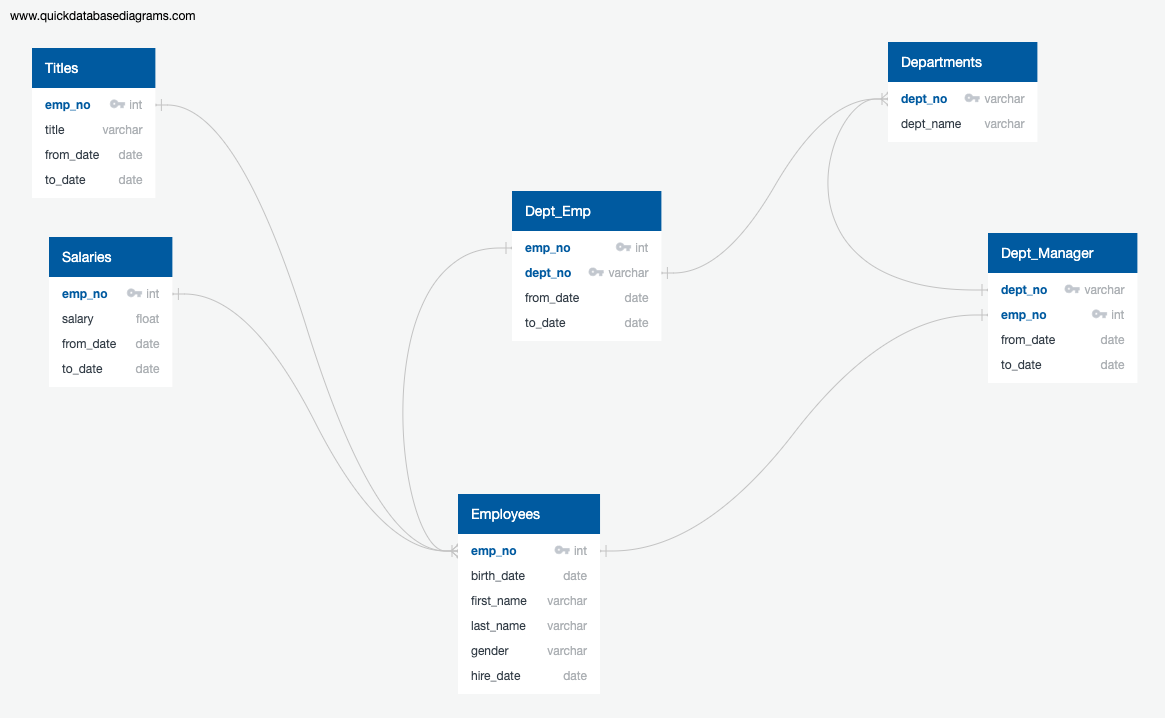 www.quickdatabasediagrams.com
Titles
emp_no int
title varchar
from_date date
to_date date
Salaries
emp_no int
salary float
from_date date
to_date date
Dept_Emp
emp_no int
dept_no varchar
from_date date
to_date date
Departments
dept_no varchar
dept_name varchar
Dept_Manager
dept_no varchar
emp_no int
from_date date
to_date date
Employees
emp_no int
birth_date date
first_name varchar
last_name varchar
gender varchar
hire_date date